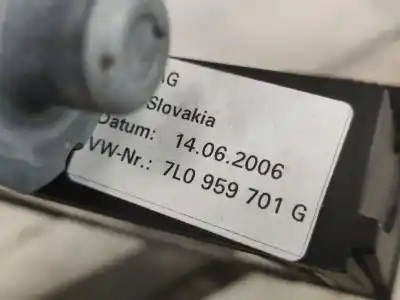 AG
Slovakia
Datum: 14.06.2006
VW-Nr.: 7L0 959 701 G